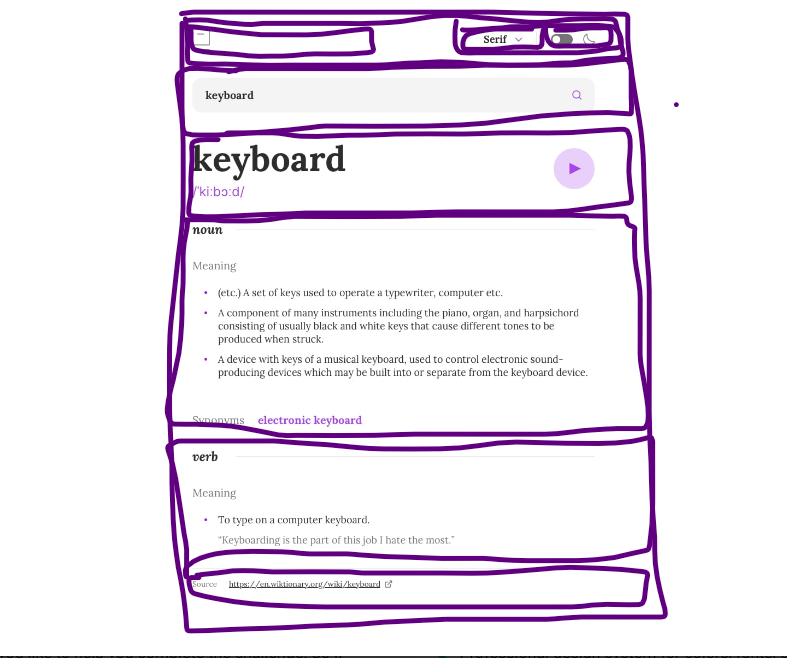 Serif
keyboard
keyboard
/ˈkiːbɔːd/
noun
Meaning
• (etc.) A set of keys used to operate a typewriter, computer etc.
• A component of many instruments including the piano, organ, and harpsichord
consisting of usually black and white keys that cause different tones to be
produced when struck.
• A device with keys of a musical keyboard, used to control electronic sound-
producing devices which may be built into or separate from the keyboard device.
Synonyms electronic keyboard
verb
Meaning
• To type on a computer keyboard.
“Keyboarding is the part of this job I hate the most.”
Source https://en.wiktionary.org/wiki/keyboard